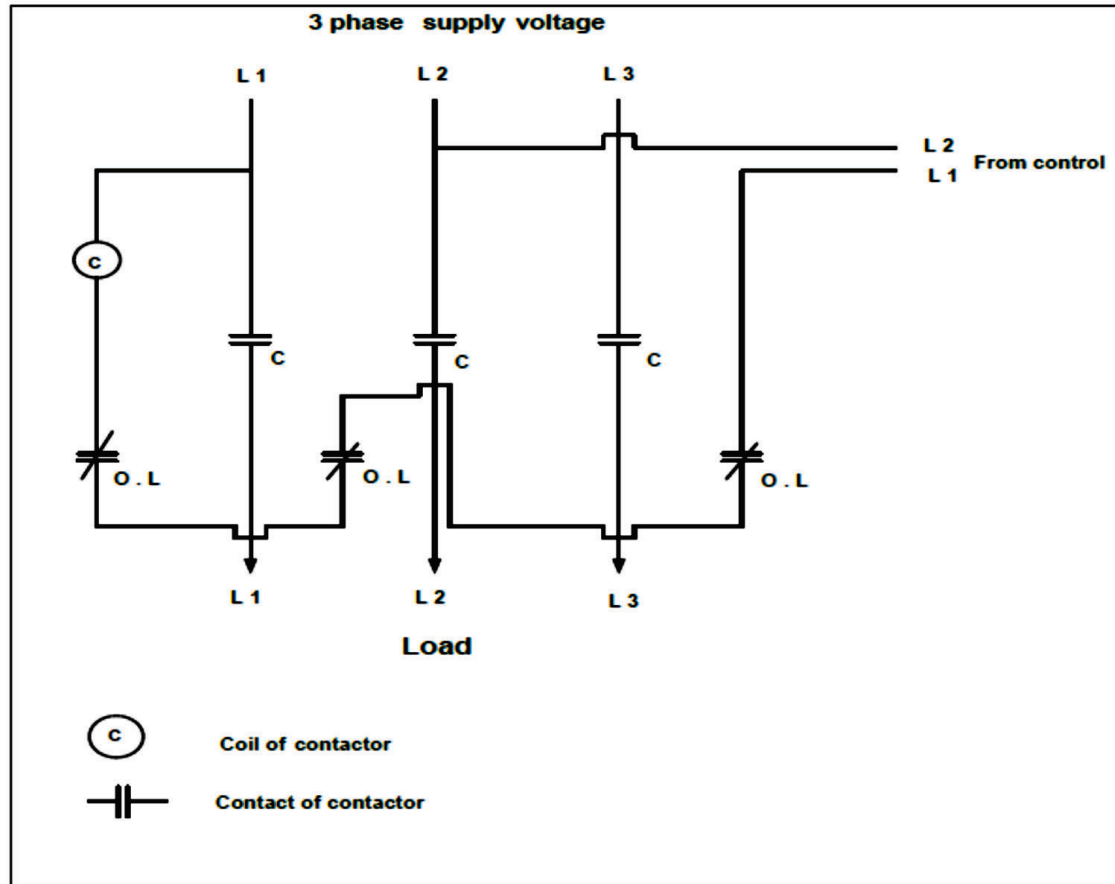 3 phase supply voltage
L 1 L 2 L 3
L 2
From control
L 1
C
C C C
O . L O . L O . L
L 1 L 2 L 3
Load
C Coil of contactor
Contact of contactor